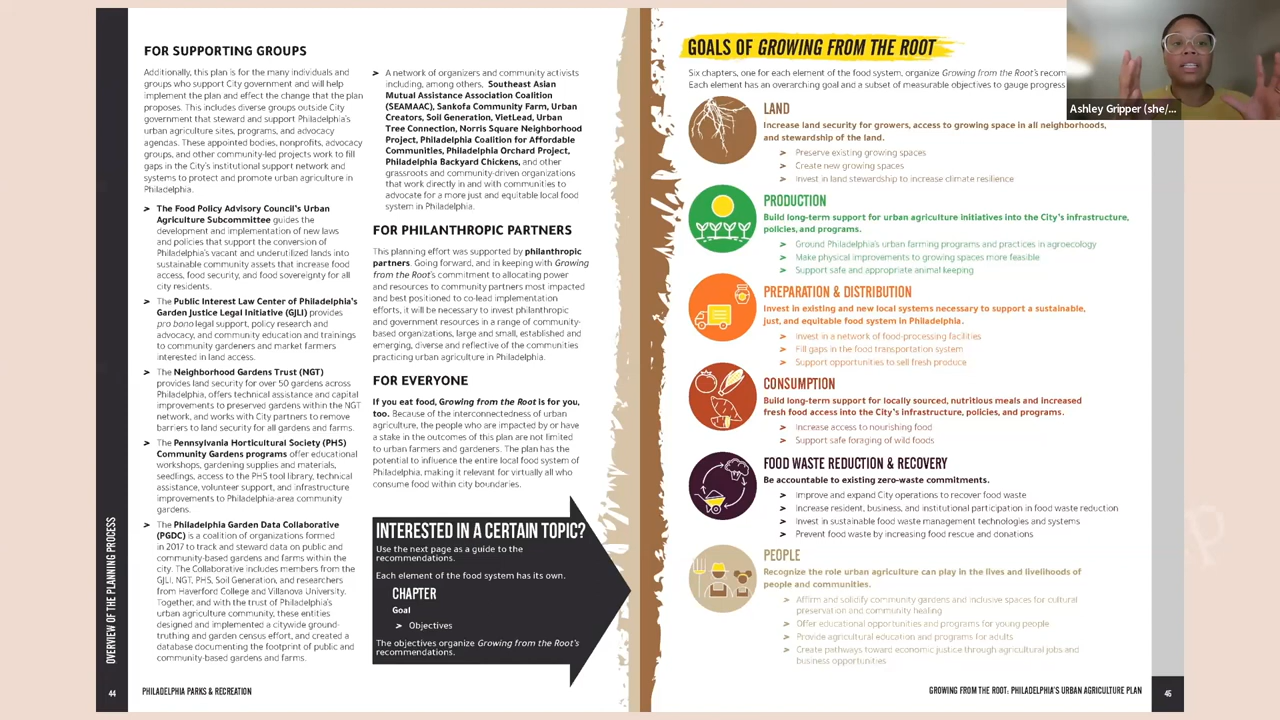 FOR SUPPORTING GROUPS
Additionally, this plan is for the many individuals and
groups who support City government and will help
implement the plan and effect the change that the plan
proposes. This includes diverse groups outside City
government that steward and support Philadelphia's
urban agriculture sites, programs, and advocacy
agendas. These appointed bodies, nonprofits, advocacy
groups, and other community-led projects work to fill
gaps in the City's institutional support network and
systems to protect and promote urban agriculture in
Philadelphia.
➤ The Food Policy Advisory Council's Urban
Agriculture Subcommittee guides the
development and implementation of new laws
and policies that support the conversion of
Philadelphia's vacant and underutilized lands into
sustainable community assets that increase food
access, food security, and food sovereignty for all
city residents.
➤ The Public Interest Law Center of Philadelphia's
Garden Justice Legal Initiative (GJLI) provides
pro bono legal support, policy research and
advocacy, and community education and trainings
to community gardeners and market farmers
interested in land access.
➤ The Neighborhood Gardens Trust (NGT)
provides land security for over 50 gardens across
Philadelphia, offers technical assistance and capital
improvements to preserved gardens within the NGT
network, and works with City partners to remove
barriers to land security for all gardens and farms.
➤ The Pennsylvania Horticultural Society (PHS)
Community Gardens programs offer educational
workshops, gardening supplies and materials,
seedlings, access to the PHS tool library, technical
assistance, volunteer support, and infrastructure
improvements to Philadelphia-area community
gardens.
➤ The Philadelphia Garden Data Collaborative
(PGDC) is a coalition of organizations formed
in 2017 to track and steward data on public and
community-based gardens and farms within the
city. The Collaborative includes members from the
GJLI, NGT, PHS, Soil Generation, and researchers
from Haverford College and Villanova University.
Together, and with the trust of Philadelphia's
urban agriculture community, these entities
designed and implemented a citywide ground-
truthing and garden census effort, and created a
database documenting the footprint of public and
community-based gardens and farms.
➤ A network of organizers and community activists
including, among others, Southeast Asian
Mutual Assistance Association Coalition
(SEAMAAC), Sankofa Community Farm, Urban
Creators, Soil Generation, VietLead, Urban
Tree Connection, Norris Square Neighborhood
Project, Philadelphia Coalition for Affordable
Communities, Philadelphia Orchard Project,
Philadelphia Backyard Chickens, and other
grassroots and community-driven organizations
that work directly in and with communities to
advocate for a more just and equitable local food
system in Philadelphia.
FOR PHILANTHROPIC PARTNERS
This planning effort was supported by philanthropic
partners. Going forward, and in keeping with Growing
from the Root's commitment to allocating power
and resources to community partners most impacted
and best positioned to co-lead implementation
efforts, it will be necessary to invest philanthropic
and government resources in a range of community-
based organizations, large and small, established and
emerging, diverse and reflective of the communities
practicing urban agriculture in Philadelphia.
FOR EVERYONE
If you eat food, Growing from the Root is for you,
too. Because of the interconnectedness of urban
agriculture, the people who are impacted by or have
a stake in the outcomes of this plan are not limited
to urban farmers and gardeners. The plan has the
potential to influence the entire local food system of
Philadelphia, making it relevant for virtually all who
consume food within city boundaries.
INTERESTED IN A CERTAIN TOPIC?
Use the next page as a guide to the
recommendations.
Each element of the food system has its own.
CHAPTER
Goal
➤ Objectives
The objectives organize Growing from the Root's
recommendations.
OVERVIEW OF THE PLANNING PROCESS
44
PHILADELPHIA PARKS & RECREATION
GOALS OF GROWING FROM THE ROOT
Six chapters, one for each element of the food system, organize Growing from the Root's
Each element has an overarching goal and a subset of measurable objectives to gauge progress
LAND
Increase land security for growers, access to growing space in all neighborhoods,
and stewardship of the land.
➤ Preserve existing growing spaces
➤ Create new growing spaces
➤ Invest in land stewardship to increase climate resilience
PRODUCTION
Build long-term support for urban agriculture initiatives into the City's infrastructure,
policies, and programs.
➤ Ground Philadelphia's urban farming programs and practices in agroecology
➤ Make physical improvements to growing spaces more feasible
➤ Support safe and appropriate animal keeping
PREPARATION & DISTRIBUTION
Invest in existing and new local systems necessary to support a sustainable,
just, and equitable food system in Philadelphia.
➤ Invest in a network of food-processing facilities
➤ Fill gaps in the food transportation system
➤ Support opportunities to sell fresh produce
CONSUMPTION
Build long-term support for locally sourced, nutritious meals and increased
fresh food access into the City's infrastructure, policies, and programs.
➤ Increase access to nourishing food
➤ Support safe foraging of wild foods
FOOD WASTE REDUCTION & RECOVERY
Be accountable to existing zero-waste commitments.
➤ Improve and expand City operations to recover food waste
➤ Increase resident, business, and institutional participation in food waste reduction
➤ Invest in sustainable food waste management technologies and systems
➤ Prevent food waste by increasing food rescue and donations
PEOPLE
Recognize the role urban agriculture can play in the lives and livelihoods of
people and communities.
➤ Affirm and solidify community gardens and inclusive spaces for cultural
preservation and community healing
➤ Offer educational opportunities and programs for young people
➤ Provide agricultural education and programs for adults
➤ Create pathways toward economic justice through agricultural jobs and
business opportunities
GROWING FROM THE ROOT: PHILADELPHIA'S URBAN AGRICULTURE PLAN
45
Ashley Gripper (she/...